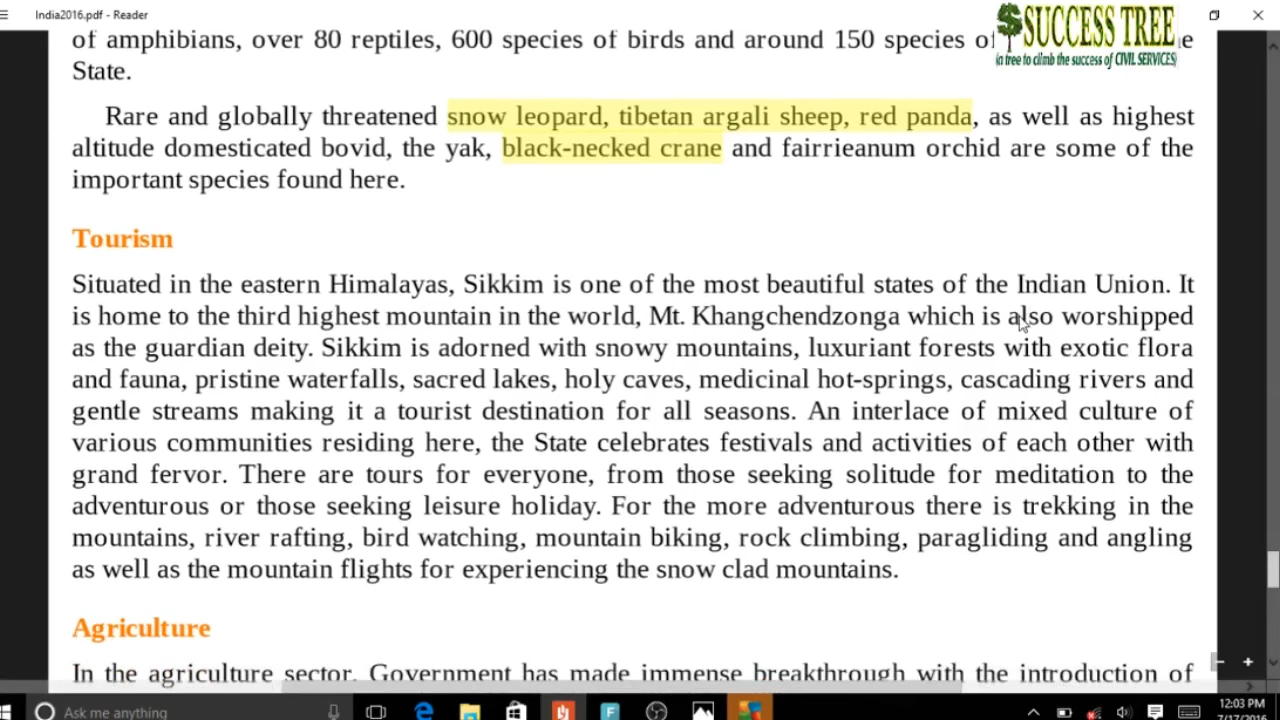 India2016.pdf - Reader
SUCCESS TREE
(a tree to climb the success of CIVIL SERVICES)
of amphibians, over 80 reptiles, 600 species of birds and around 150 species
State.
Rare and globally threatened snow leopard, tibetan argali sheep, red panda, as well as highest
altitude domesticated bovid, the yak, black-necked crane and fairrieanum orchid are some of the
important species found here.
Tourism
Situated in the eastern Himalayas, Sikkim is one of the most beautiful states of the Indian Union. It
is home to the third highest mountain in the world, Mt. Khangchendzonga which is also worshipped
as the guardian deity. Sikkim is adorned with snowy mountains, luxuriant forests with exotic flora
and fauna, pristine waterfalls, sacred lakes, holy caves, medicinal hot-springs, cascading rivers and
gentle streams making it a tourist destination for all seasons. An interlace of mixed culture of
various communities residing here, the State celebrates festivals and activities of each other with
grand fervor. There are tours for everyone, from those seeking solitude for meditation to the
adventurous or those seeking leisure holiday. For the more adventurous there is trekking in the
mountains, river rafting, bird watching, mountain biking, rock climbing, paragliding and angling
as well as the mountain flights for experiencing the snow clad mountains.
Agriculture
In the agriculture sector, Government has made immense breakthrough with the introduction of
Ask me anything
12:03 PM
7/17/2016